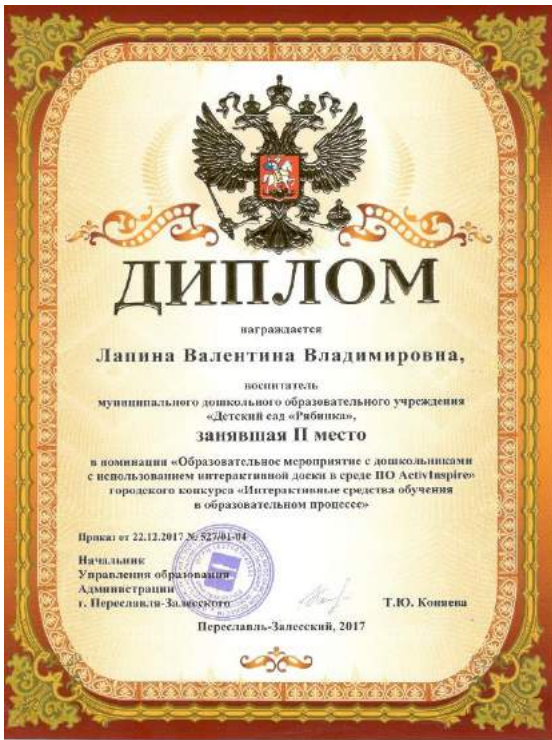 ДИПЛОМ
награждается
Лапина Валентина Владимировна,
воспитатель
муниципального дошкольного образовательного учреждения
«Детский сад «Рябинка»,
занявшая II место
в номинации «Образовательное мероприятие с дошкольниками
с использованием интерактивной доски в среде ПО ActivInspire»
городского конкурса «Интерактивные средства обучения
в образовательном процессе»
Приказ от 22.12.2017 № 527/01-04
Начальник
Управления образования
Администрации
г. Переславля-Залесского
Т.Ю. Коняева
Переславль-Залесский, 2017